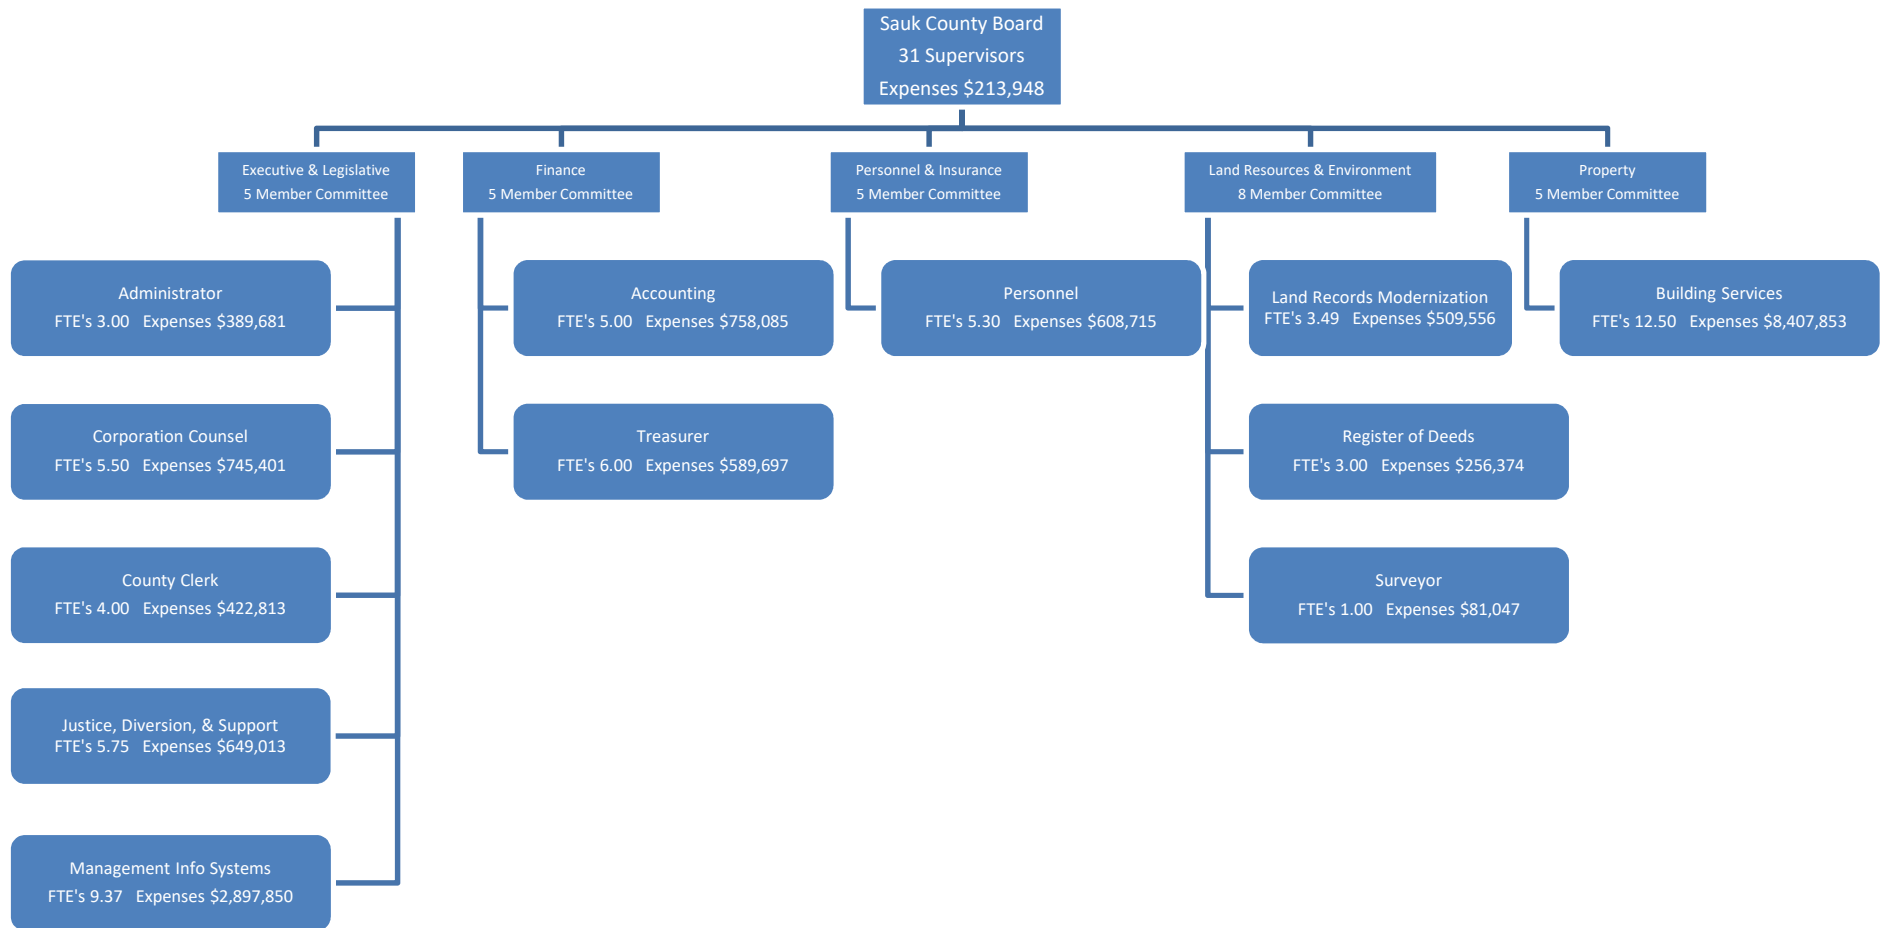 Sauk County Board
31 Supervisors
Expenses $213,948
Executive & Legislative
5 Member Committee
Finance
5 Member Committee
Personnel & Insurance
5 Member Committee
Land Resources & Environment
8 Member Committee
Property
5 Member Committee
Administrator
FTE's 3.00 Expenses $389,681
Accounting
FTE's 5.00 Expenses $758,085
Personnel
FTE's 5.30 Expenses $608,715
Land Records Modernization
FTE's 3.49 Expenses $509,556
Building Services
FTE's 12.50 Expenses $8,407,853
Corporation Counsel
FTE's 5.50 Expenses $745,401
Treasurer
FTE's 6.00 Expenses $589,697
Register of Deeds
FTE's 3.00 Expenses $256,374
County Clerk
FTE's 4.00 Expenses $422,813
Surveyor
FTE's 1.00 Expenses $81,047
Justice, Diversion, & Support
FTE's 5.75 Expenses $649,013
Management Info Systems
FTE's 9.37 Expenses $2,897,850